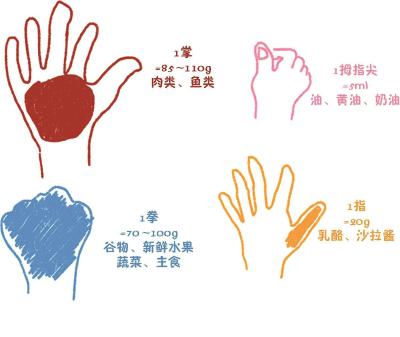 1掌
=85~110g
肉类、鱼类
1拇指尖
=5ml
油、黄油、奶油
1拳
=70~100g
谷物、新鲜水果
蔬菜、主食
1指
=20g
乳酪、沙拉酱